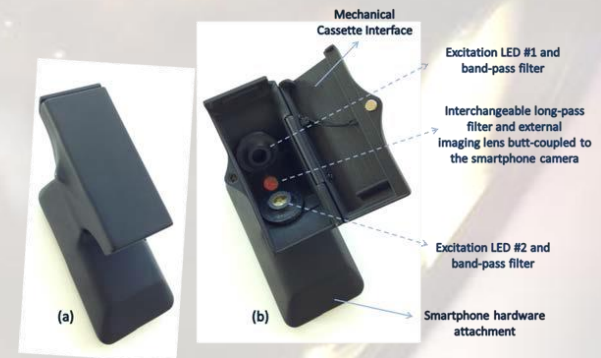 Mechanical
Cassette Interface
Excitation LED #1 and
band-pass filter
Interchangeable long-pass
filter and external
imaging lens butt-coupled to
the smartphone camera
Excitation LED #2 and
band-pass filter
Smartphone hardware
attachment
(a)
(b)